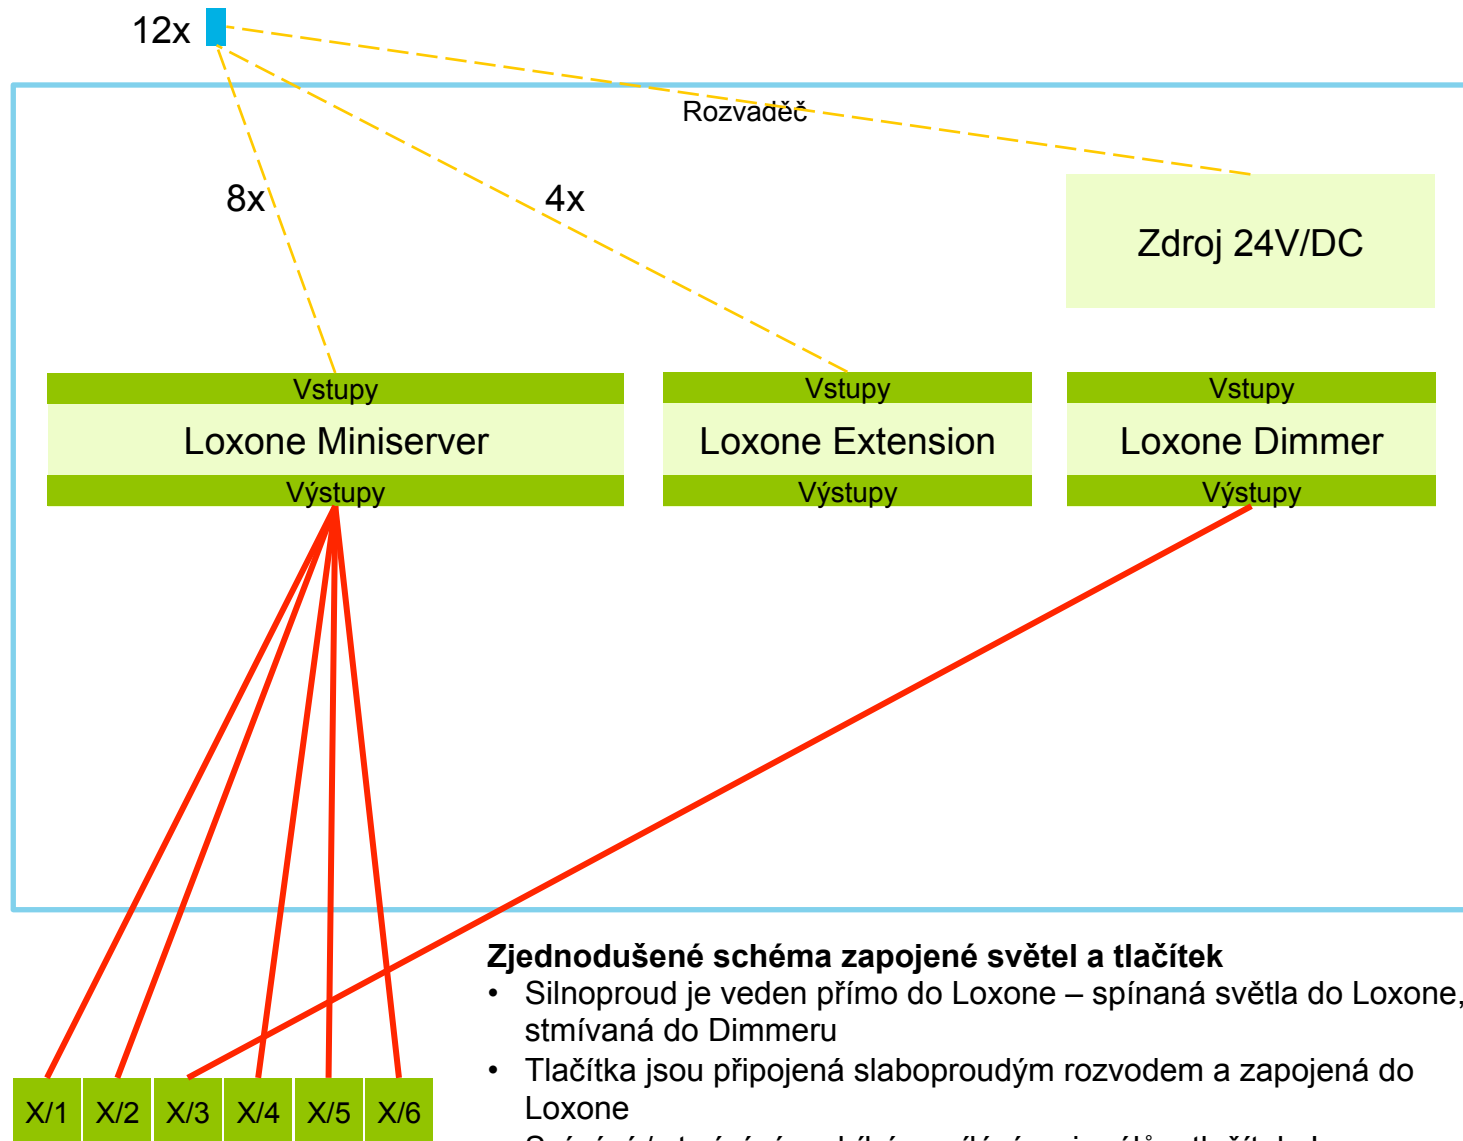 12x
Rozvaděč
8x
4x
Zdroj 24V/DC
Vstupy
Vstupy
Vstupy
Loxone Miniserver
Loxone Extension
Loxone Dimmer
Výstupy
Výstupy
Výstupy
Zjednodušené schéma zapojené světel a tlačítek
• Silnoproud je veden přímo do Loxone – spínaná světla do Loxone,
stmívaná do Dimmeru
• Tlačítka jsou připojená slaboproudým rozvodem a zapojená do
Loxone
X/1 X/2 X/3 X/4 X/5 X/6